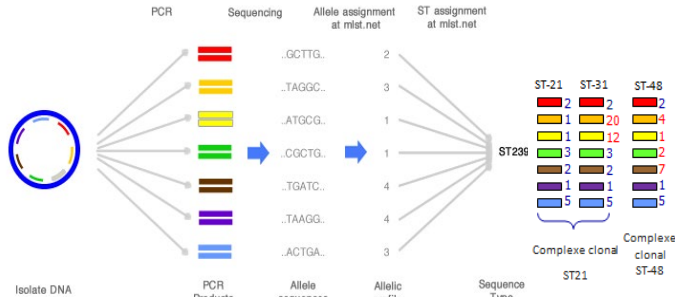 PCR Sequencing Allele assignment ST assignment
at mlst.net at mlst.net
..GCTTG.. 2
..TAGGC.. 3
..ATGCG.. 1
..CGCTG.. 1
..TGATC.. 4
..TAAGG.. 4
..ACTGA.. 3
ST239
ST-21 ST-31 ST-48
2 2 2
1 20 4
1 12 1
3 3 2
2 2 7
1 1 1
5 5 5
Complexe clonal
ST21
Complexe
clonal
ST-48
Isolate DNA PCR Allele Allelic Sequence
Products sequences Type